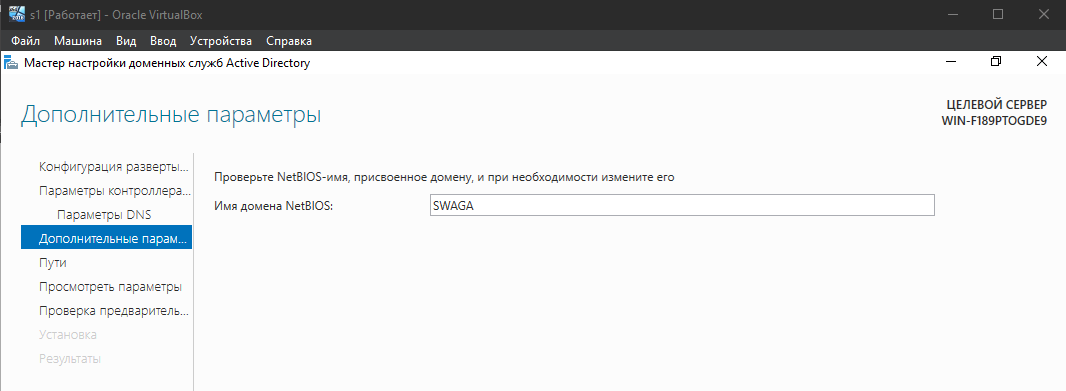 s1 [Работает] - Oracle VirtualBox
Файл Машина Вид Ввод Устройства Справка
Мастер настройки доменных служб Active Directory
Дополнительные параметры
ЦЕЛЕВОЙ СЕРВЕР
WIN-F189PTOGDE9
Конфигурация разверты...
Параметры контроллера...
Параметры DNS
Дополнительные парам...
Пути
Просмотреть параметры
Проверка предваритель...
Установка
Результаты
Проверьте NetBIOS-имя, присвоенное домену, и при необходимости измените его
Имя домена NetBIOS: SWAGA